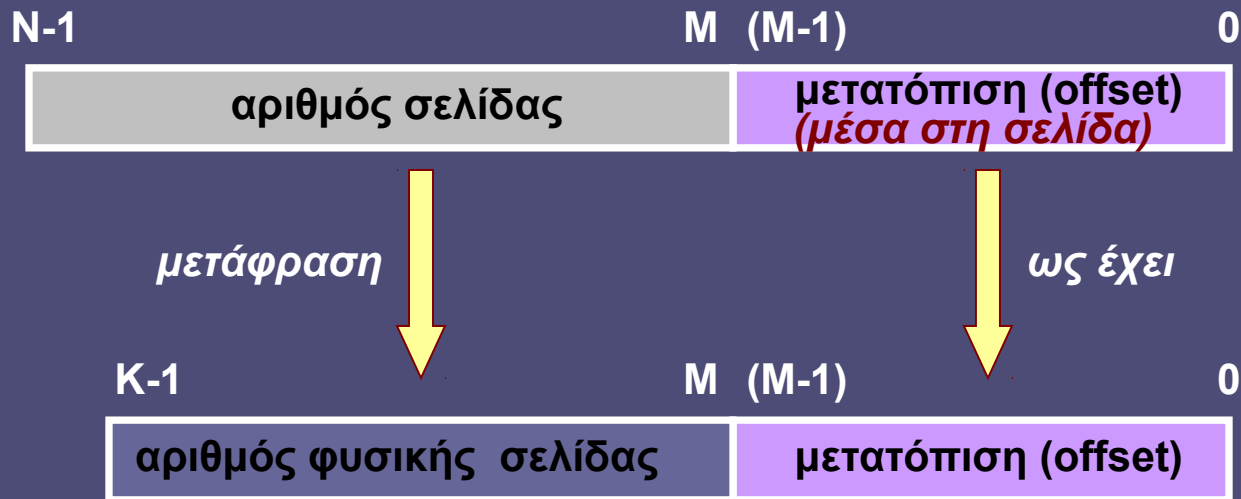 N-1 M (M-1) 0
αριθμός σελίδας
μετατόπιση (offset)
(μέσα στη σελίδα)
μετάφραση
ως έχει
K-1 M (M-1) 0
αριθμός φυσικής σελίδας
μετατόπιση (offset)